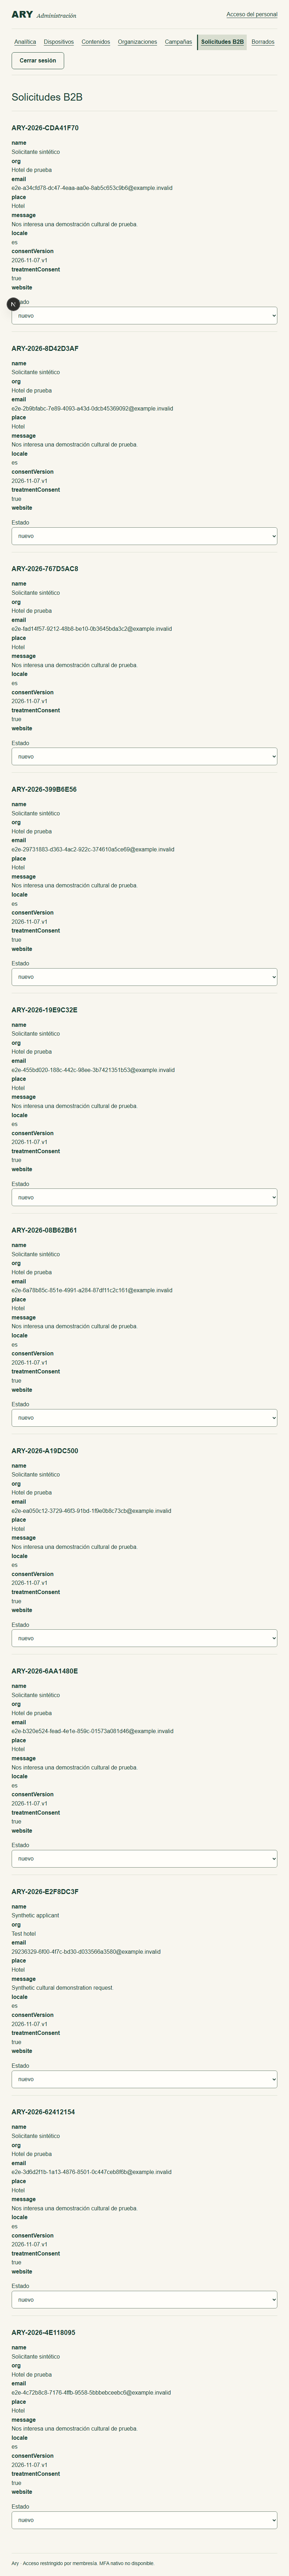 ARY Administración
Acceso del personal
Analítica Dispositivos Contenidos Organizaciones Campañas Solicitudes B2B Borrados
Cerrar sesión
Solicitudes B2B
ARY-2026-CDA41F70
name
Solicitante sintético
org
Hotel de prueba
email
e2e-a34cfd78-dc47-4eaa-aa0e-8ab5c653c9b6@example.invalid
place
Hotel
message
Nos interesa una demostración cultural de prueba.
locale
es
consentVersion
2026-11-07.v1
treatmentConsent
true
website
N
nuevo
ARY-2026-8D42D3AF
name
Solicitante sintético
org
Hotel de prueba
email
e2e-2b9bfabc-7e89-4093-a43d-0dcb45369092@example.invalid
place
Hotel
message
Nos interesa una demostración cultural de prueba.
locale
es
consentVersion
2026-11-07.v1
treatmentConsent
true
website
Estado
nuevo
ARY-2026-767D5AC8
name
Solicitante sintético
org
Hotel de prueba
email
e2e-fad14f57-9212-48b8-be10-0b3645bda3c2@example.invalid
place
Hotel
message
Nos interesa una demostración cultural de prueba.
locale
es
consentVersion
2026-11-07.v1
treatmentConsent
true
website
Estado
nuevo
ARY-2026-399B6E56
name
Solicitante sintético
org
Hotel de prueba
email
e2e-29731883-d363-4ac2-922c-374610a5ce69@example.invalid
place
Hotel
message
Nos interesa una demostración cultural de prueba.
locale
es
consentVersion
2026-11-07.v1
treatmentConsent
true
website
Estado
nuevo
ARY-2026-19E9C32E
name
Solicitante sintético
org
Hotel de prueba
email
e2e-455bd020-188c-442c-98ee-3b7421351b53@example.invalid
place
Hotel
message
Nos interesa una demostración cultural de prueba.
locale
es
consentVersion
2026-11-07.v1
treatmentConsent
true
website
Estado
nuevo
ARY-2026-08B62B61
name
Solicitante sintético
org
Hotel de prueba
email
e2e-6a78b85c-851e-4991-a284-87df11c2c161@example.invalid
place
Hotel
message
Nos interesa una demostración cultural de prueba.
locale
es
consentVersion
2026-11-07.v1
treatmentConsent
true
website
Estado
nuevo
ARY-2026-A19DC500
name
Solicitante sintético
org
Hotel de prueba
email
e2e-ea050c12-3729-46f3-91bd-1f9e0b8c73cb@example.invalid
place
Hotel
message
Nos interesa una demostración cultural de prueba.
locale
es
consentVersion
2026-11-07.v1
treatmentConsent
true
website
Estado
nuevo
ARY-2026-6AA1480E
name
Solicitante sintético
org
Hotel de prueba
email
e2e-b320e524-fead-4e1e-859c-01573a081d46@example.invalid
place
Hotel
message
Nos interesa una demostración cultural de prueba.
locale
es
consentVersion
2026-11-07.v1
treatmentConsent
true
website
Estado
nuevo
ARY-2026-E2F8DC3F
name
Synthetic applicant
org
Test hotel
email
29236329-6f00-4f7c-bd30-d033566a3580@example.invalid
place
Hotel
message
Synthetic cultural demonstration request.
locale
es
consentVersion
2026-11-07.v1
treatmentConsent
true
website
Estado
nuevo
ARY-2026-62412154
name
Solicitante sintético
org
Hotel de prueba
email
e2e-3d6d2f1b-1a13-4876-8501-0c447ceb8f6b@example.invalid
place
Hotel
message
Nos interesa una demostración cultural de prueba.
locale
es
consentVersion
2026-11-07.v1
treatmentConsent
true
website
Estado
nuevo
ARY-2026-4E118095
name
Solicitante sintético
org
Hotel de prueba
email
e2e-4c72b8c8-7176-4ffb-9558-5bbbebceebc6@example.invalid
place
Hotel
message
Nos interesa una demostración cultural de prueba.
locale
es
consentVersion
2026-11-07.v1
treatmentConsent
true
website
Estado
nuevo
Ary · Acceso restringido por membresía. MFA nativo no disponible.